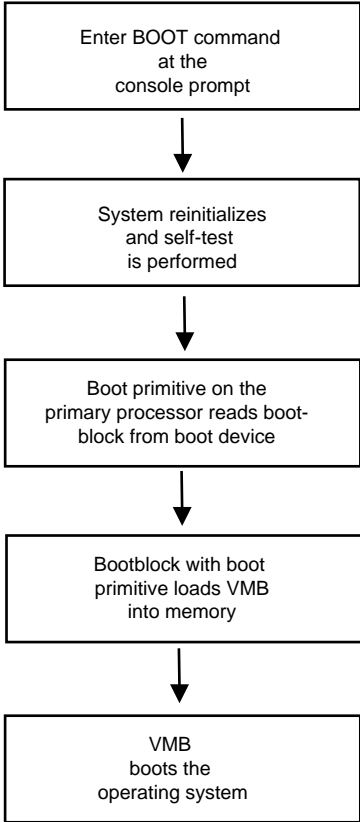 Enter BOOT command
at the
console prompt
System reinitializes
and self-test
is performed
Boot primitive on the
primary processor reads boot-
block from boot device
Bootblock with boot
primitive loads VMB
into memory
VMB
boots the
operating system